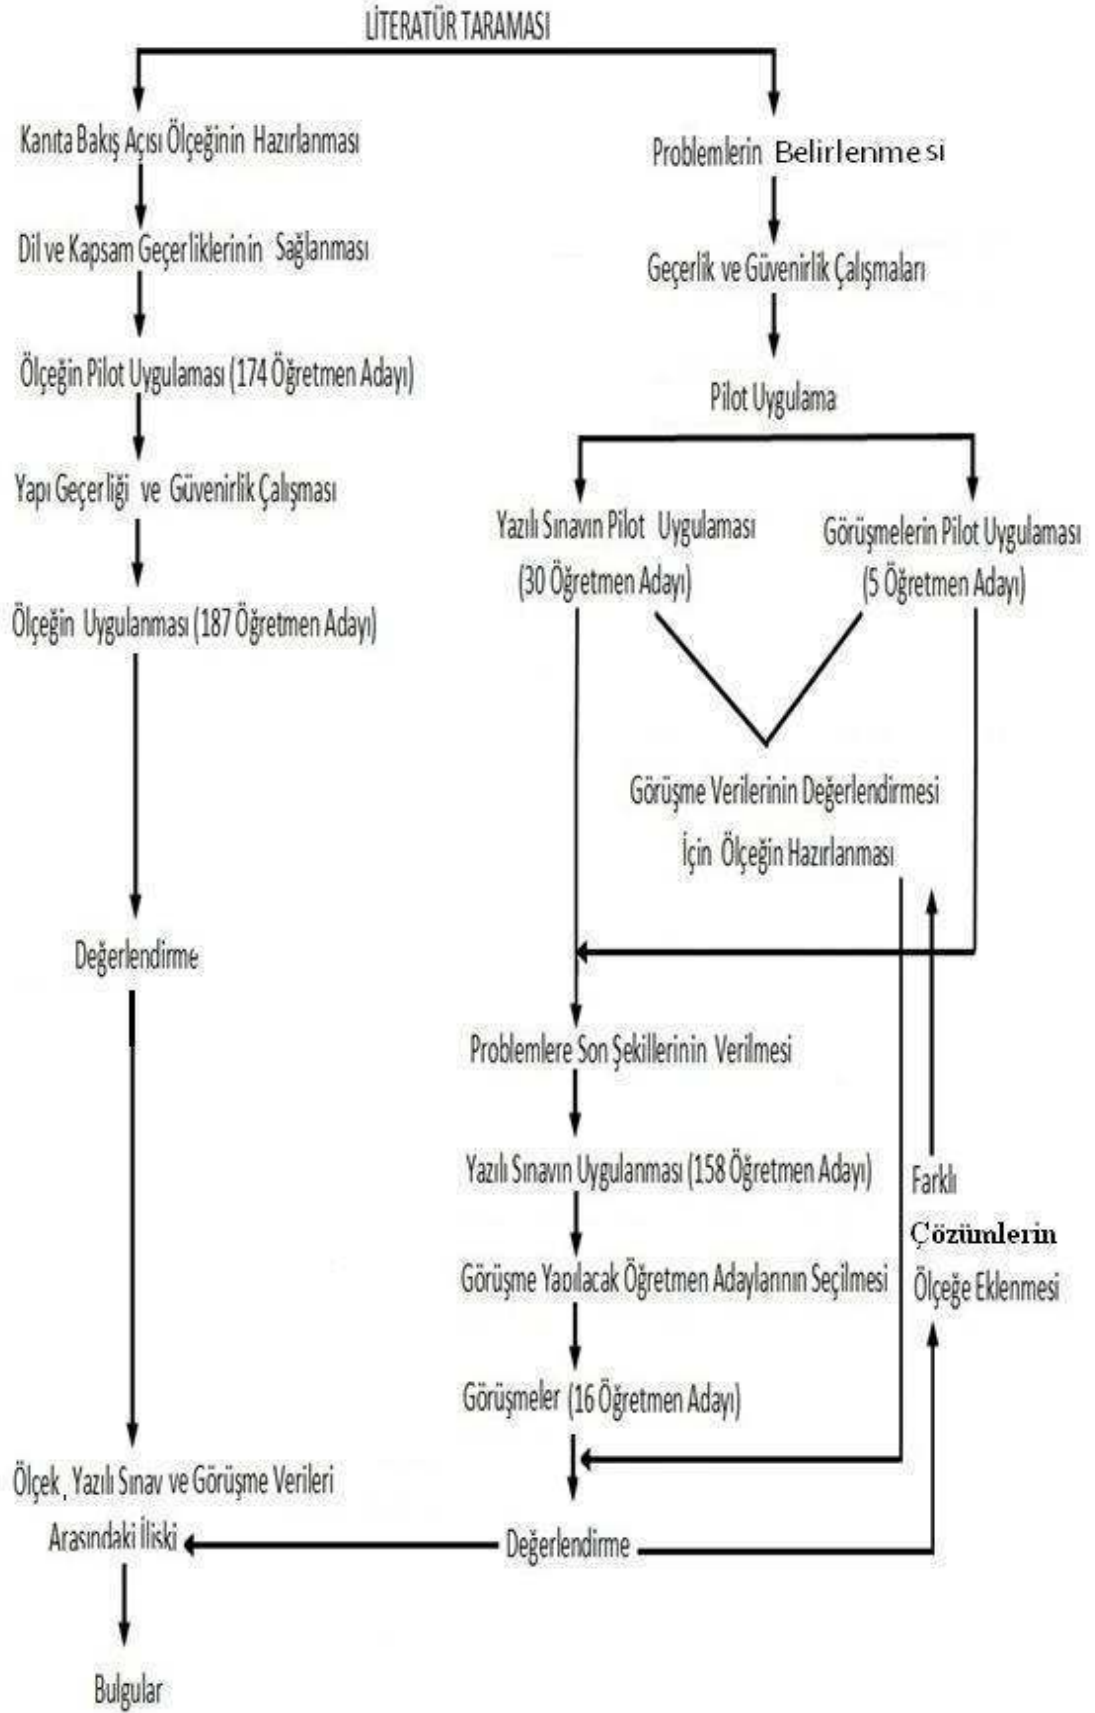 LİTERATÜR TARAMASI
Kanıta Bakış Açısı Ölçeğinin Hazırlanması
Dil ve Kapsam Geçerliklerinin Sağlanması
Ölçeğin Pilot Uygulaması (174 Öğretmen Adayı)
Yapı Geçerliği ve Güvenirlik Çalışması
Ölçeğin Uygulanması (187 Öğretmen Adayı)
Değerlendirme
Problemlerin Belirlenmesi
Geçerlik ve Güvenirlik Çalışmaları
Pilot Uygulama
Yazılı Sınavın Pilot Uygulaması
(30 Öğretmen Adayı)
Görüşmelerin Pilot Uygulaması
(5 Öğretmen Adayı)
Görüşme Verilerinin Değerlendirmesi
İçin Ölçeğin Hazırlanması
Problemlere Son Şekillerinin Verilmesi
Yazılı Sınavın Uygulanması (158 Öğretmen Adayı)
Görüşme Yapılacak Öğretmen Adaylarının Seçilmesi
Görüşmeler (16 Öğretmen Adayı)
Değerlendirme
Farklı
Çözümlerin
Ölçeğe Eklenmesi
Ölçek, Yazılı Sınav ve Görüşme Verileri
Arasındaki İlişki
Bulgular